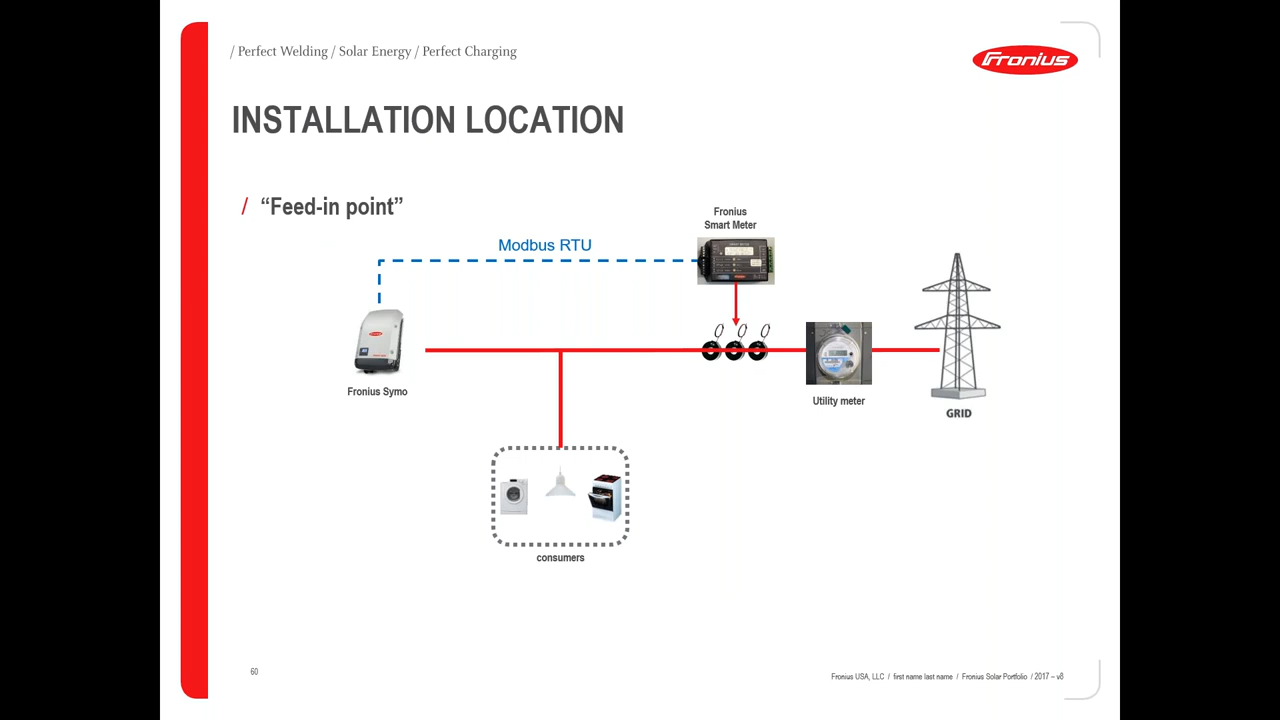 / Perfect Welding / Solar Energy / Perfect Charging
Fronius
INSTALLATION LOCATION
/ “Feed-in point”
Fronius
Smart Meter
Modbus RTU
Fronius Symo
Utility meter
GRID
consumers
60
Fronius USA, LLC / first name last name / Fronius Solar Portfolio / 2017 – v8